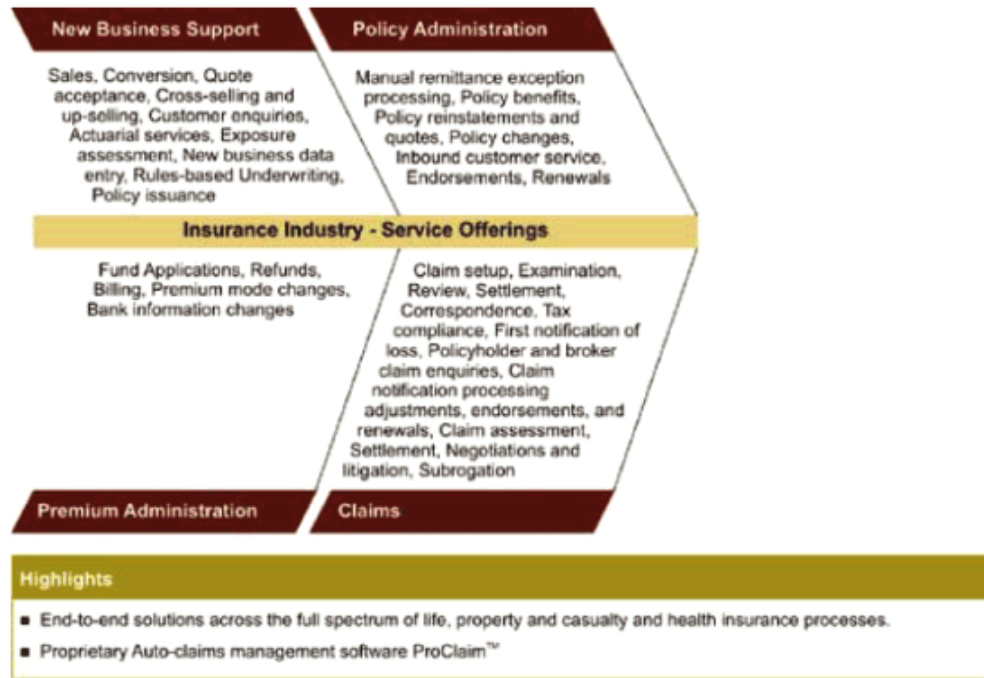 New Business Support
Sales, Conversion, Quote
acceptance, Cross-selling and
up-selling, Customer enquiries,
Actuarial services, Exposure
assessment, New business data
entry, Rules-based Underwriting,
Policy issuance
Policy Administration
Manual remittance exception
processing, Policy benefits,
Policy reinstatements and
quotes, Policy changes,
Inbound customer service,
Endorsements, Renewals
Insurance Industry - Service Offerings
Fund Applications, Refunds,
Billing, Premium mode changes,
Bank information changes
Premium Administration
Claim setup, Examination,
Review, Settlement,
Correspondence, Tax
compliance, First notification of
loss, Policyholder and broker
claim enquiries, Claim
notification processing
adjustments, endorsements, and
renewals, Claim assessment,
Settlement, Negotiations and
litigation, Subrogation
Claims
Highlights
▪ End-to-end solutions across the full spectrum of life, property and casualty and health insurance processes.
▪ Proprietary Auto-claims management software ProClaim™